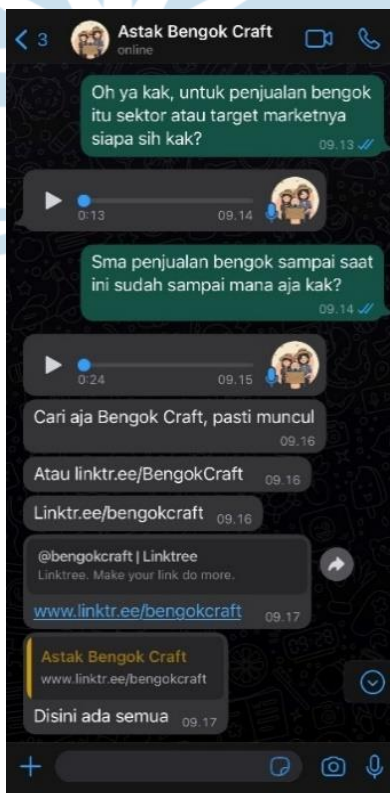 3
Astak Bengok Craft
online
Oh ya kak, untuk penjualan bengok
itu sektor atau target marketnya
siapa sih kak?
09.13
0:13
09.14
Sma penjualan bengok sampai saat
ini sudah sampai mana aja kak?
09.14
0:24
09.15
Cari aja Bengok Craft, pasti muncul
09.16
Atau linktr.ee/BengokCraft 09.16
Linktr.ee/bengokcraft 09.16
@bengokcraft | Linktree
Linktree. Make your link do more.
www.linktr.ee/bengokcraft 09.17
Astak Bengok Craft
www.linktr.ee/bengokcraft
Disini ada semua 09.17